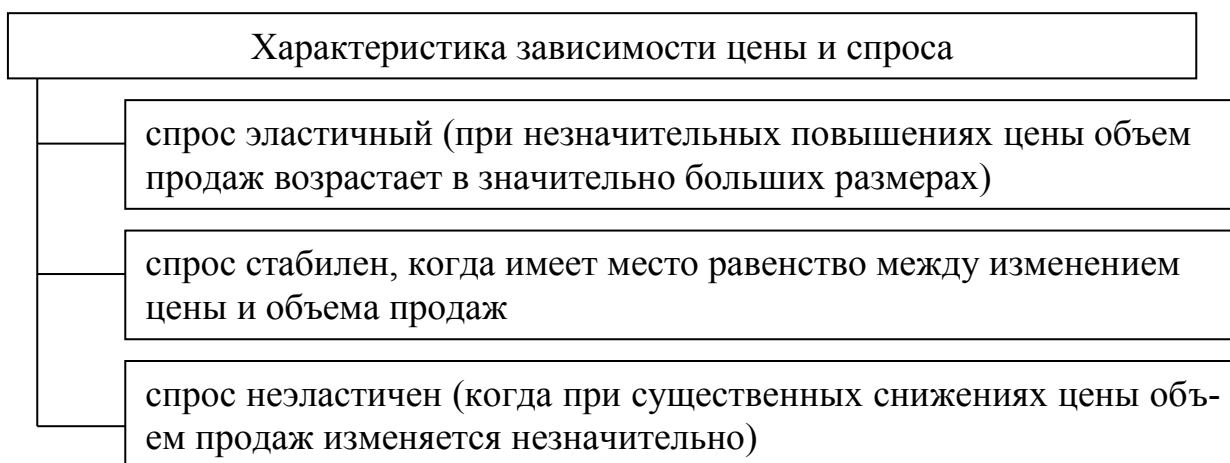 Характеристика зависимости цены и спроса
спрос эластичный (при незначительных повышениях цены объем
продаж возрастает в значительно больших размерах)
спрос стабилен, когда имеет место равенство между изменением
цены и объема продаж
спрос неэластичен (когда при существенных снижениях цены объ-
ем продаж изменяется незначительно)